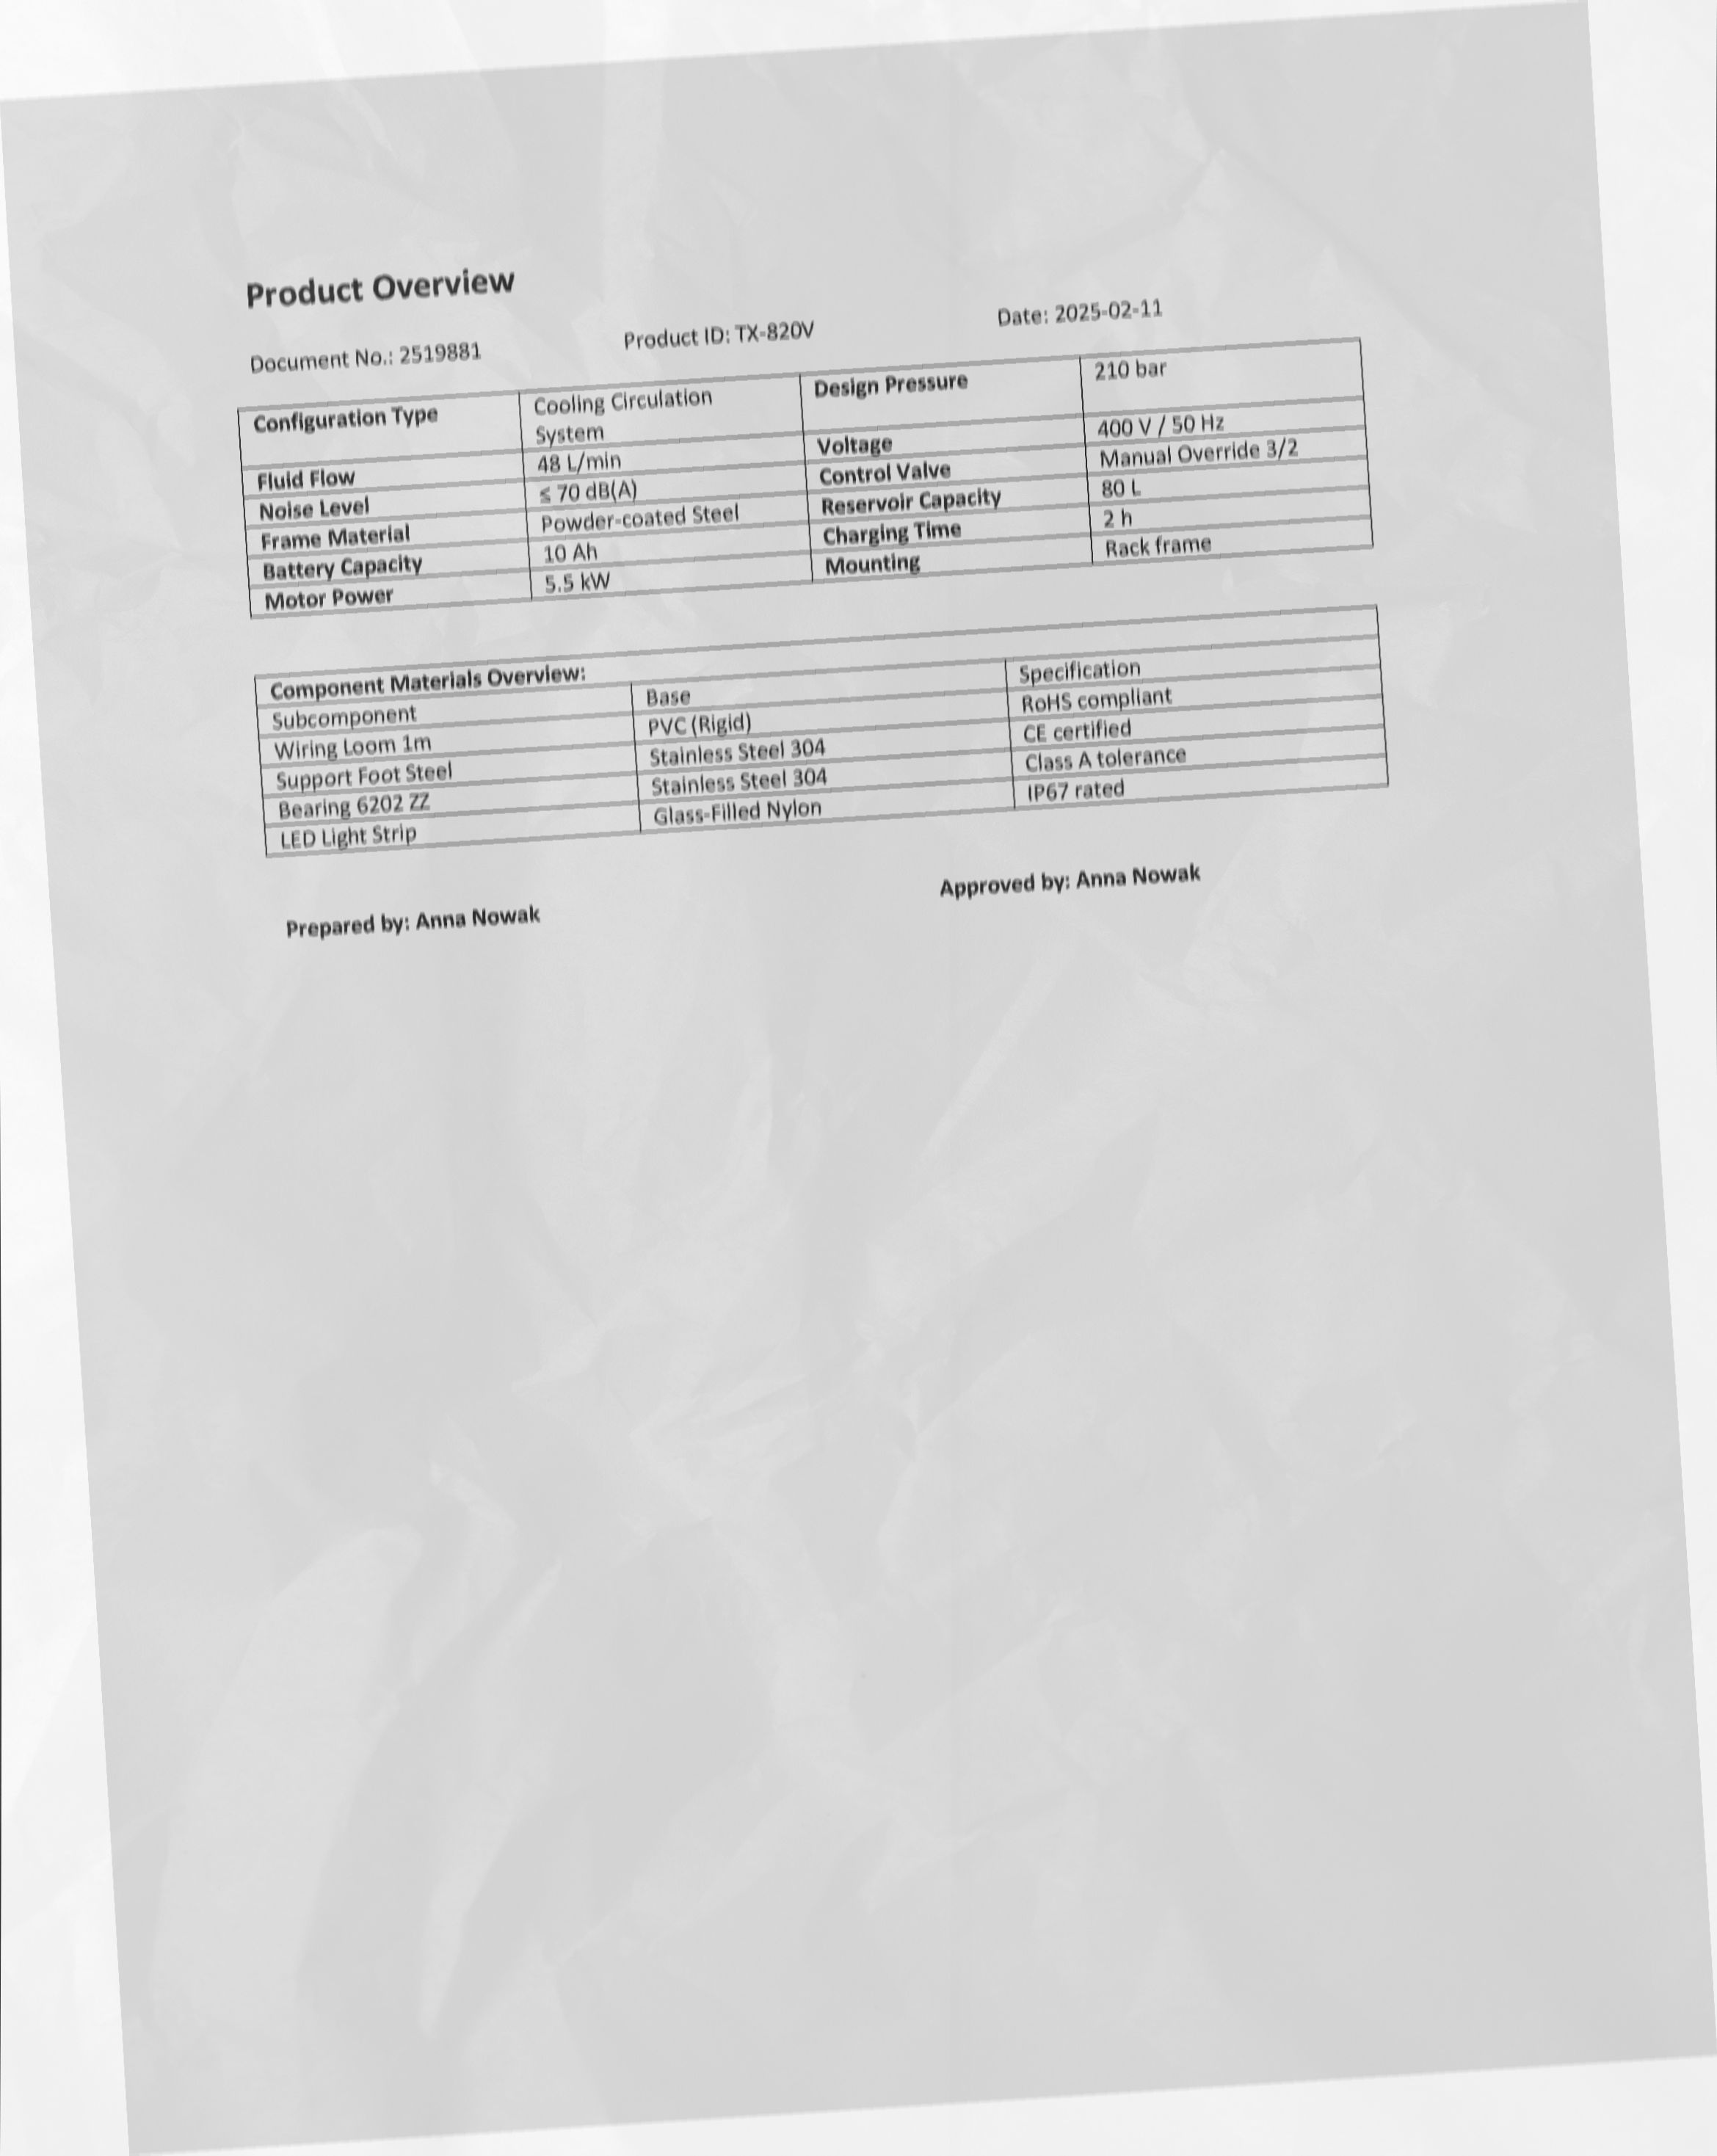 Product Overview
Document No.: 2519881 Product ID: TX-820V Date: 2025-02-11
Configuration Type Cooling Circulation System Design Pressure 210 bar
Fluid Flow 48 L/min Voltage 400 V / 50 Hz
Noise Level ≤ 70 dB(A) Control Valve Manual Override 3/2
Frame Material Powder-coated Steel Reservoir Capacity 80 L
Battery Capacity 10 Ah Charging Time 2 h
Motor Power 5.5 kW Mounting Rack frame
Component Materials Overview:
Subcomponent Base Specification
Wiring Loom 1m PVC (Rigid) RoHS compliant
Support Foot Steel Stainless Steel 304 CE certified
Bearing 6202 ZZ Stainless Steel 304 Class A tolerance
LED Light Strip Glass-Filled Nylon IP67 rated
Prepared by: Anna Nowak Approved by: Anna Nowak